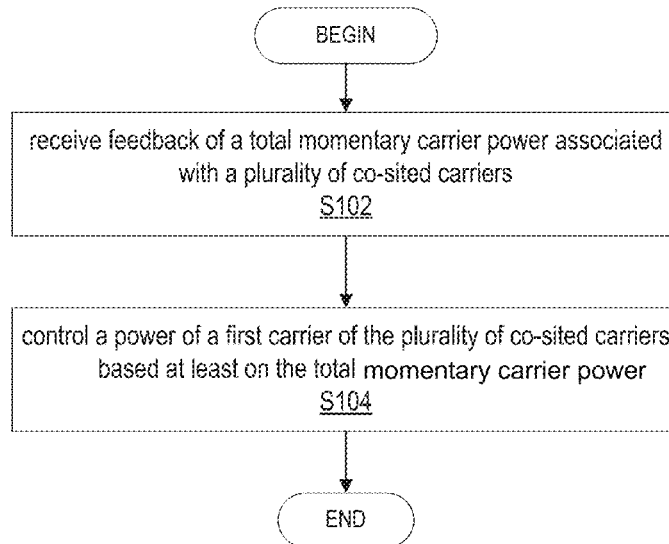 BEGIN
receive feedback of a total momentary carrier power associated
with a plurality of co-sited carriers
S102
control a power of a first carrier of the plurality of co-sited carriers
based at least on the total momentary carrier power
S104
END